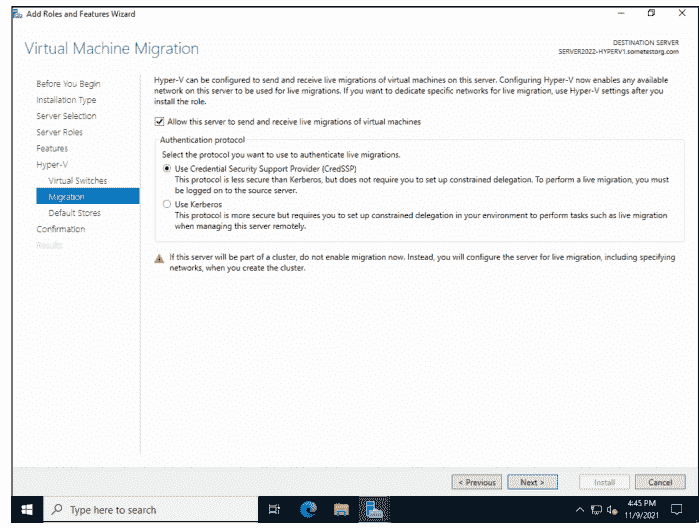 Add Roles and Features Wizard
Virtual Machine Migration
DESTINATION SERVER
SERVER2022-HYPERV1.sometestorg.com
Before You Begin
Installation Type
Server Selection
Server Roles
Features
Hyper-V
Virtual Switches
Migration
Default Stores
Confirmation
Results
Hyper-V can be configured to send and receive live migrations of virtual machines on this server. Configuring Hyper-V now enables any available
network on this server to be used for live migrations. If you want to dedicate specific networks for live migration, use Hyper-V settings after you
install the role.
Allow this server to send and receive live migrations of virtual machines
Authentication protocol
Select the protocol you want to use to authenticate live migrations.
Use Credential Security Support Provider (CredSSP)
This protocol is less secure than Kerberos, but does not require you to set up constrained delegation. To perform a live migration, you must
be logged on to the source server.
Use Kerberos
This protocol is more secure but requires you to set up constrained delegation in your environment to perform tasks such as live migration
when managing this server remotely.
If this server will be part of a cluster, do not enable migration now. Instead, you will configure the server for live migration, including specifying
networks, when you create the cluster.
< Previous Next > Install Cancel
Type here to search
4:45 PM
11/9/2021